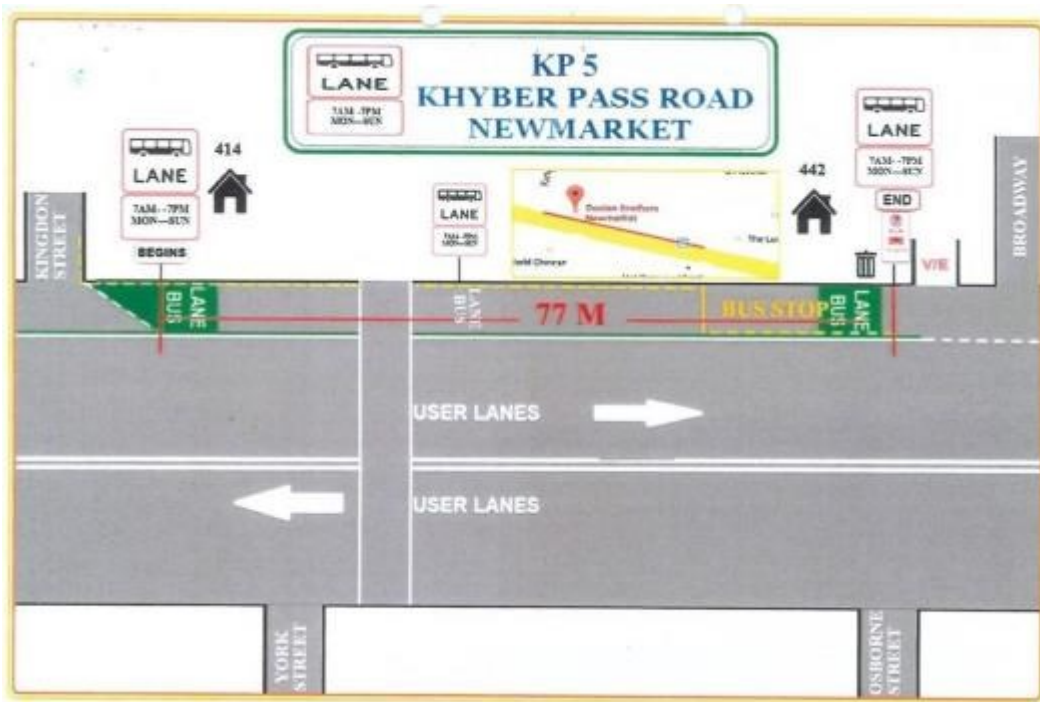 LANE
7AM--7PM
MON—SUN
KP 5
KHYBER PASS ROAD
NEWMARKET
LANE
7AM--7PM
MON—SUN
BEGINS
414
LANE
442
LANE
7AM--7PM
MON—SUN
END
KINGDON
STREET
BROADWAY
Newmarket
V/E
BUS
LANE
LANE
BUS
77 M
BUS STOP
BUS
LANE
USER LANES
USER LANES
YORK
STREET
OSBORNE
STREET